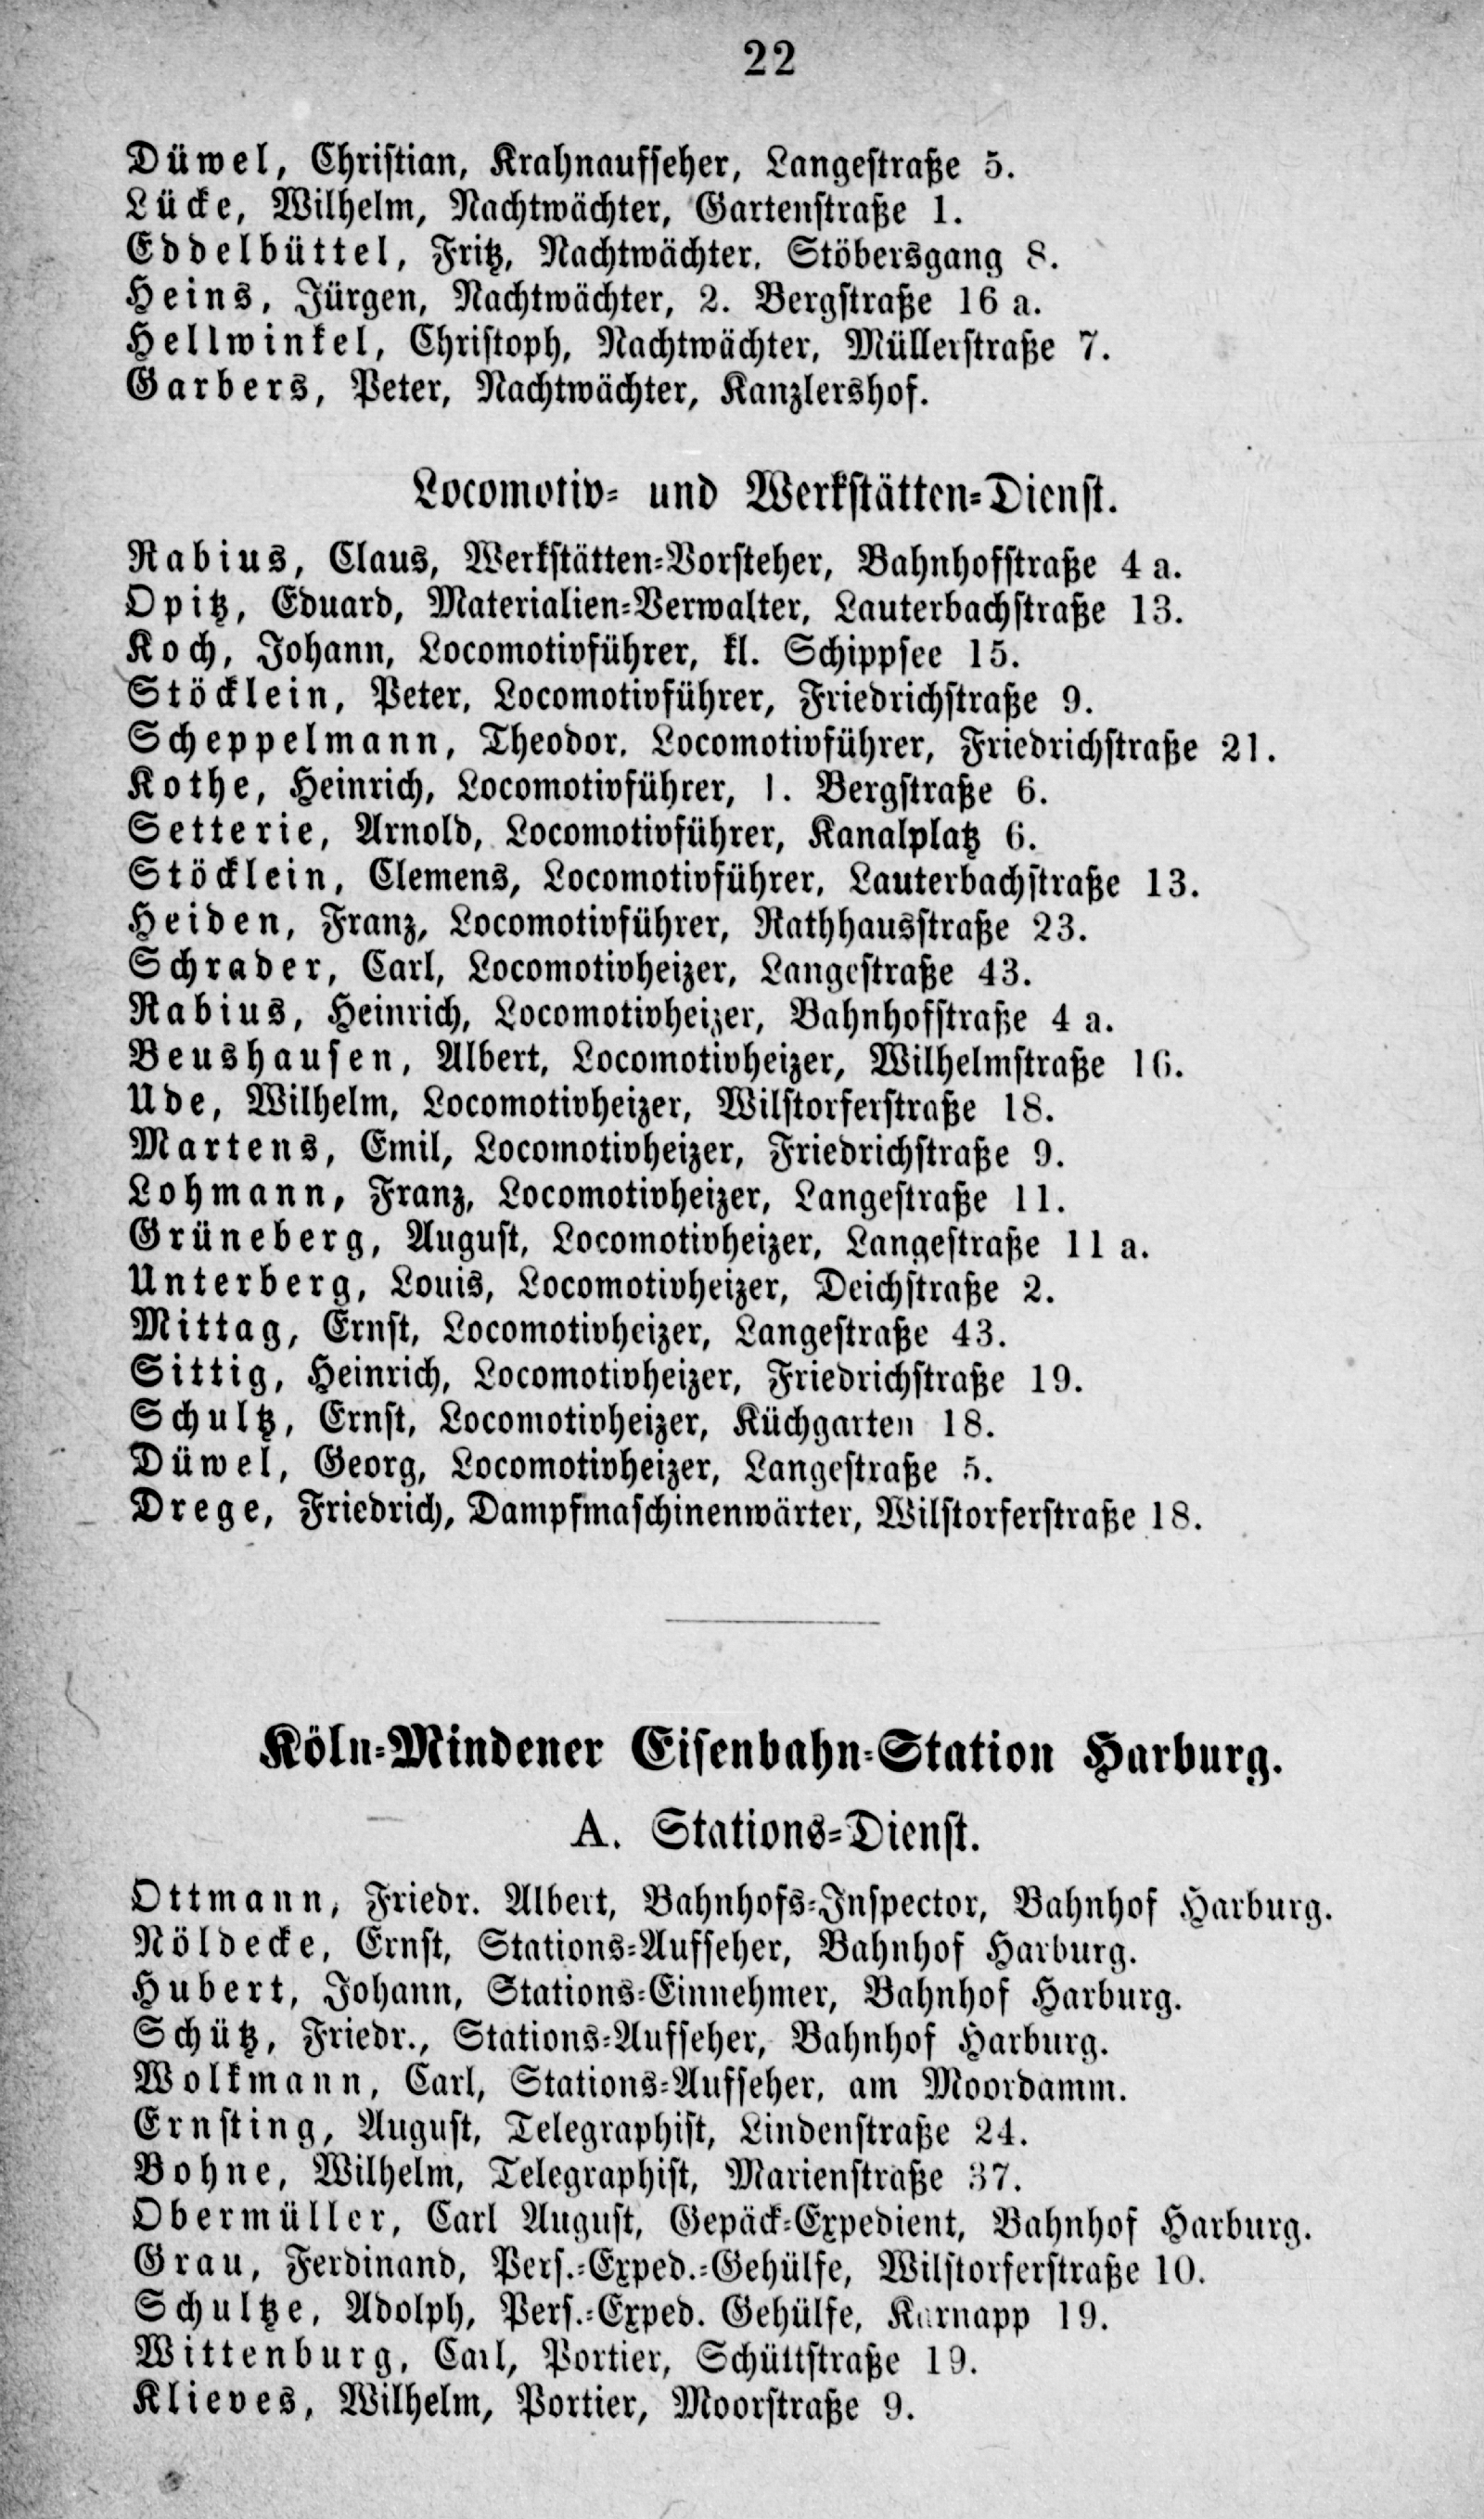 22
Düwel, Christian, Krahnaufseher, Langestraße 5.
Lücke, Wilhelm, Nachtwächter, Gartenstraße 1.
Eddelbüttel, Fritz, Nachtwächter, Stöbersgang 8.
Heins, Jürgen, Nachtwächter, 2. Bergstraße 16 a.
Hellwinkel, Christoph, Nachtwächter, Müllerstraße 7.
Garbers, Peter, Nachtwächter, Kanzlershof.
Locomotiv- und Werkstätten-Dienst.
Rabius, Claus, Werkstätten-Vorsteher, Bahnhofstraße 4 a.
Opitz, Eduard, Materialien-Verwalter, Lauterbachstraße 13.
Koch, Johann, Locomotivführer, kl. Schippsee 15.
Stöcklein, Peter, Locomotivführer, Friedrichstraße 9.
Scheppelmann, Theodor, Locomotivführer, Friedrichstraße 21.
Kothe, Heinrich, Locomotivführer, 1. Bergstraße 6.
Setterie, Arnold, Locomotivführer, Kanalplatz 6.
Stöcklein, Clemens, Locomotivführer, Lauterbachstraße 13.
Heiden, Franz, Locomotivführer, Rathhausstraße 23.
Schrader, Carl, Locomotivheizer, Langestraße 43.
Rabius, Heinrich, Locomotivheizer, Bahnhofstraße 4 a.
Beushausen, Albert, Locomotivheizer, Wilhelmstraße 16.
Ude, Wilhelm, Locomotivheizer, Wilstorferstraße 18.
Martens, Emil, Locomotivheizer, Friedrichstraße 9.
Lohmann, Franz, Locomotivheizer, Langestraße 11.
Grüneberg, August, Locomotivheizer, Langestraße 11 a.
Unterberg, Louis, Locomotivheizer, Deichstraße 2.
Mittag, Ernst, Locomotivheizer, Langestraße 43.
Sittig, Heinrich, Locomotivheizer, Friedrichstraße 19.
Schultz, Ernst, Locomotivheizer, Küchgarten 18.
Düwel, Georg, Locomotivheizer, Langestraße 5.
Drege, Friedrich, Dampfmaschinenwärter, Wilstorferstraße 18.
Köln-Mindener Eisenbahn-Station Harburg.
A. Stations-Dienst.
Ottmann, Friedr. Albert, Bahnhofs-Inspector, Bahnhof Harburg.
Nöldecke, Ernst, Stations-Aufseher, Bahnhof Harburg.
Hubert, Johann, Stations-Einnehmer, Bahnhof Harburg.
Schütz, Friedr., Stations-Aufseher, Bahnhof Harburg.
Wolkmann, Carl, Stations-Aufseher, am Moordamm.
Ernsting, August, Telegraphist, Lindenstraße 24.
Bohne, Wilhelm, Telegraphist, Marienstraße 37.
Obermüller, Carl August, Gepäck-Expedient, Bahnhof Harburg.
Grau, Ferdinand, Pers.-Exped.-Gehülfe, Wilstorferstraße 10.
Schultze, Adolph, Pers.-Exped. Gehülfe, Karnapp 19.
Wittenburg, Carl, Portier, Schüttstraße 19.
Klieves, Wilhelm, Portier, Moorstraße 9.